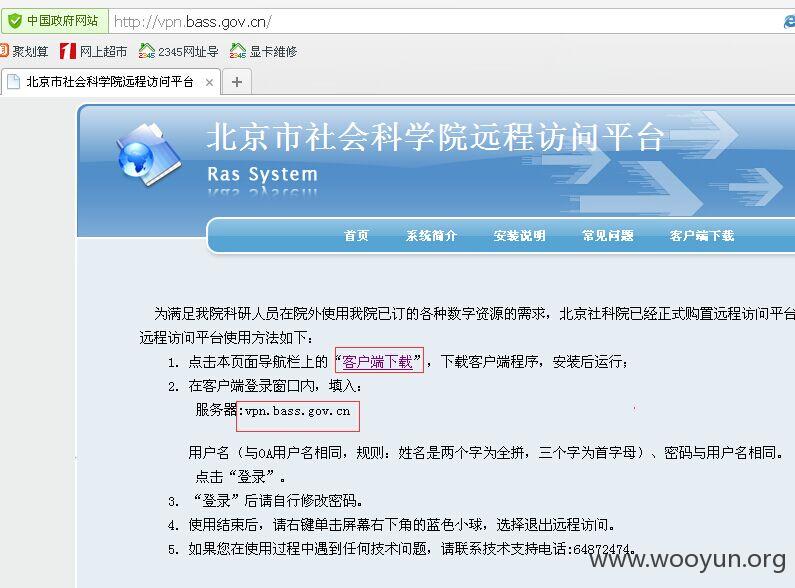 中国政府网站 http://vpn.bass.gov.cn/
聚划算 网上超市 2345网址导 显卡维修
北京市社会科学院远程访问平台 × +
北京市社会科学院远程访问平台
Ras System
首页 系统简介 安装说明 常见问题 客户端下载
为满足我院科研人员在院外使用我院已订的各种数字资源的需求，北京社科院已经正式购置远程访问平台
远程访问平台使用方法如下：
1. 点击本页面导航栏上的“客户端下载”，下载客户端程序，安装后运行；
2. 在客户端登录窗口内，填入：
服务器:vpn.bass.gov.cn
用户名（与OA用户名相同，规则：姓名是两个字为全拼，三个字为首字母）、密码与用户名相同。
点击“登录”。
3. “登录”后请自行修改密码。
4. 使用结束后，请右键单击屏幕右下角的蓝色小球，选择退出远程访问。
5. 如果您在使用过程中遇到任何技术问题，请联系技术支持电话:64872474。
www.wooyun.org